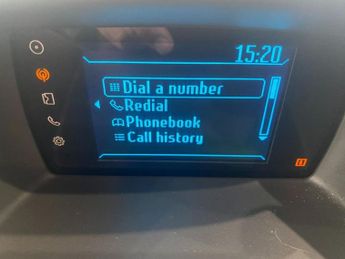 15:20
Dial a number
Redial
Phonebook
Call history